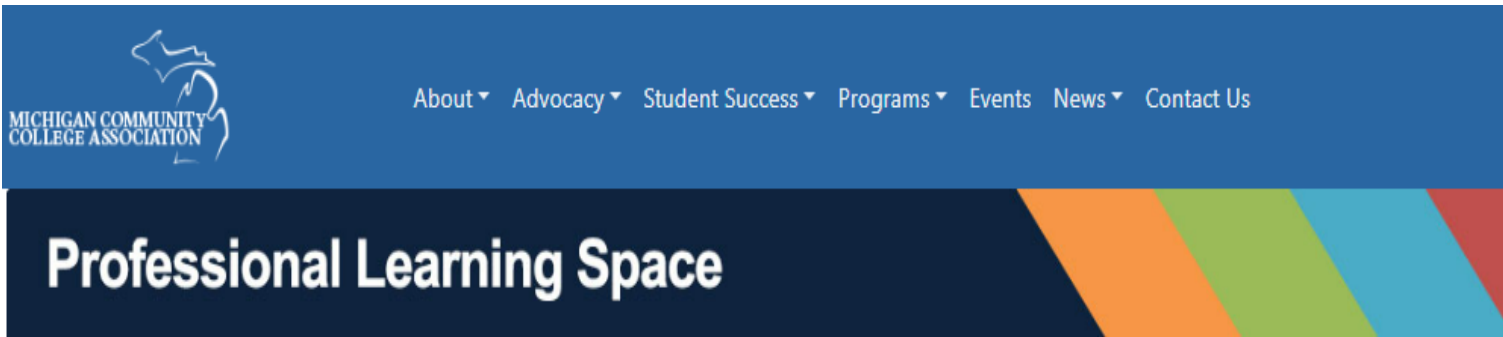 MICHIGAN COMMUNITY
COLLEGE ASSOCIATION
About Advocacy Student Success Programs Events News Contact Us
Professional Learning Space